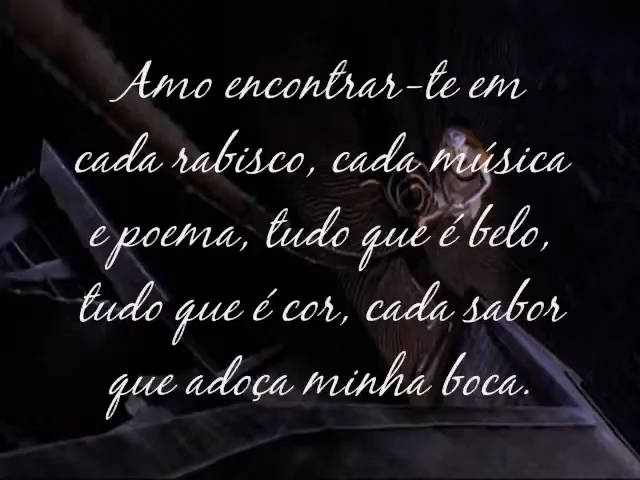 Amo encontrar-te em
cada rabisco, cada música
e poema, tudo que é belo,
tudo que é cor, cada sabor
que adoça minha boca.